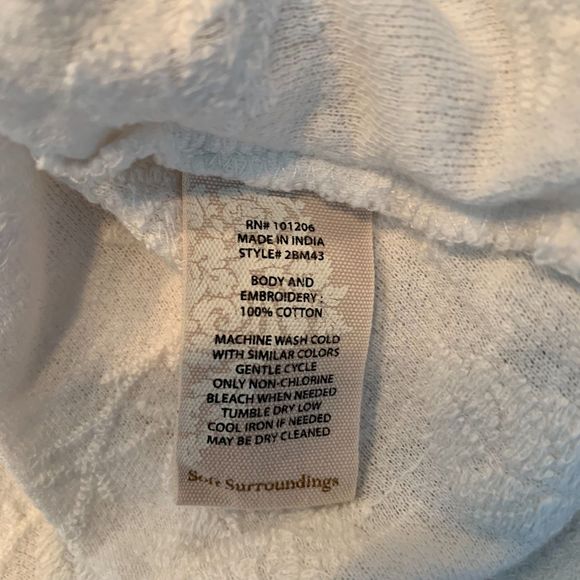 RN# 101206
MADE IN INDIA
STYLE# 2BM43
BODY AND
EMBROIDERY :
100% COTTON
MACHINE WASH COLD
WITH SIMILAR COLORS
GENTLE CYCLE
ONLY NON-CHLORINE
BLEACH WHEN NEEDED
TUMBLE DRY LOW
COOL IRON IF NEEDED
MAY BE DRY CLEANED
Soft Surroundings